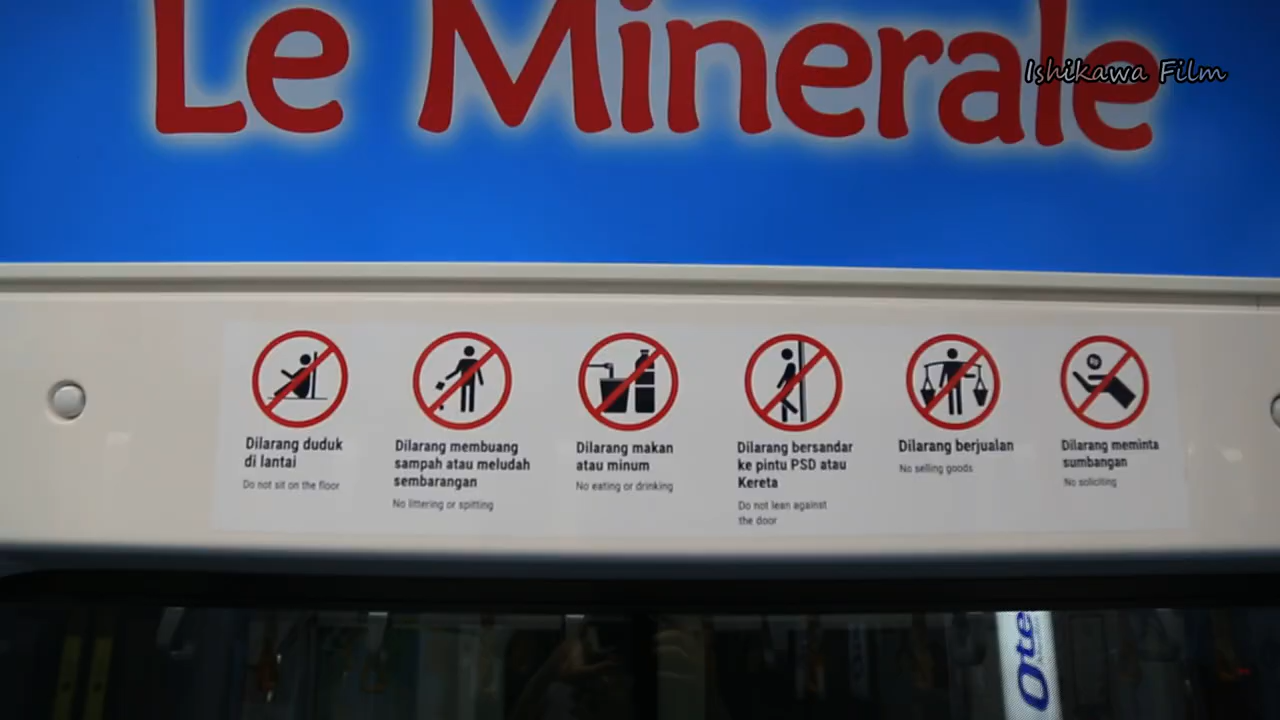 Le Minerale
Ishikawa Film
Dilarang duduk
di lantai
Do not sit on the floor
Dilarang membuang
sampah atau meludah
sembarangan
No littering or spitting
Dilarang makan
atau minum
No eating or drinking
Dilarang bersandar
ke pintu PSD atau
Kereta
Do not lean against
the door
Dilarang berjualan
No selling goods
Dilarang meminta
sumbangan
No soliciting
Qte